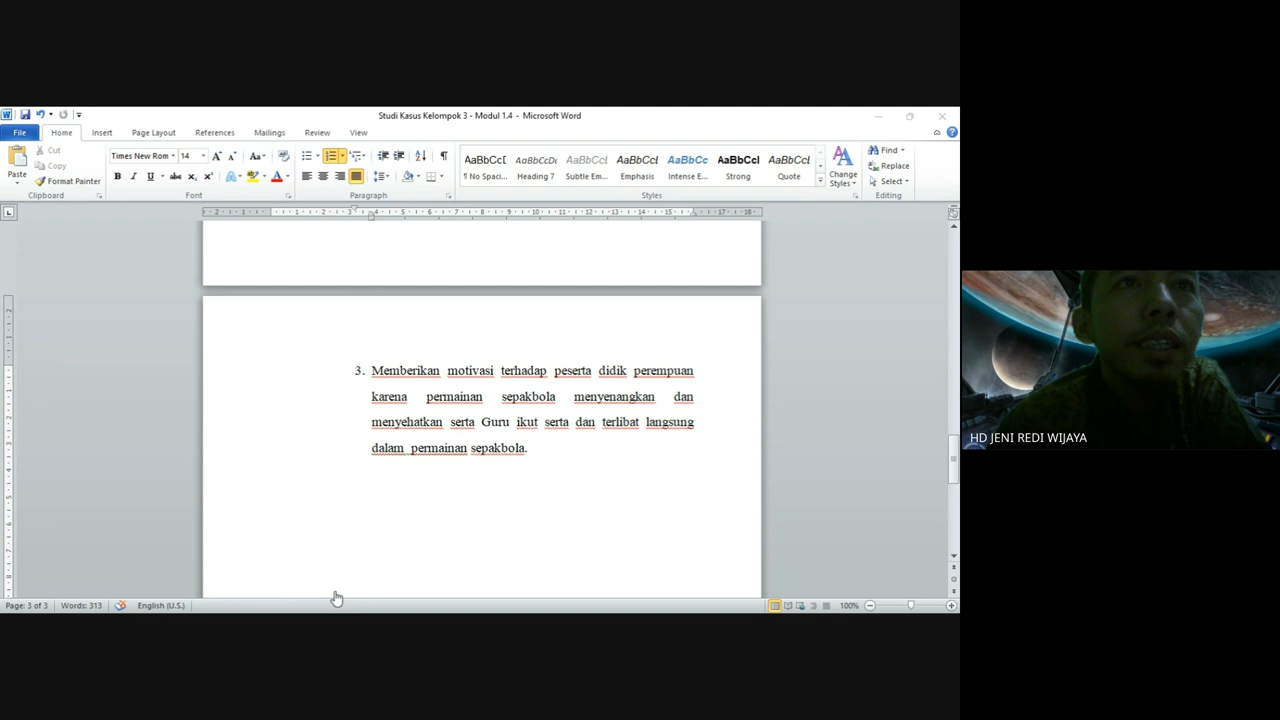 Studi Kasus Kelompok 3 - Modul 1.4 - Microsoft Word
File Home Insert Page Layout References Mailings Review View
Cut
Copy
Format Painter
Paste
Clipboard
Times New Rom 14
Font
Paragraph
AaBbCcI AaBbCcDc AaBbCcI AaBbCcI AaBbCc AaBbCcI AaBbCcI
¶ No Spaci... Heading 7 Subtle Em... Emphasis Intense E... Strong Quote
Change Styles
Styles
Find
Replace
Select
Editing
3. Memberikan motivasi terhadap peserta didik perempuan
karena permainan sepakbola menyenangkan dan
menyehatkan serta Guru ikut serta dan terlibat langsung
dalam permainan sepakbola.
Page: 3 of 3 Words: 313 English (U.S.) 100%
HD JENI REDI WIJAYA